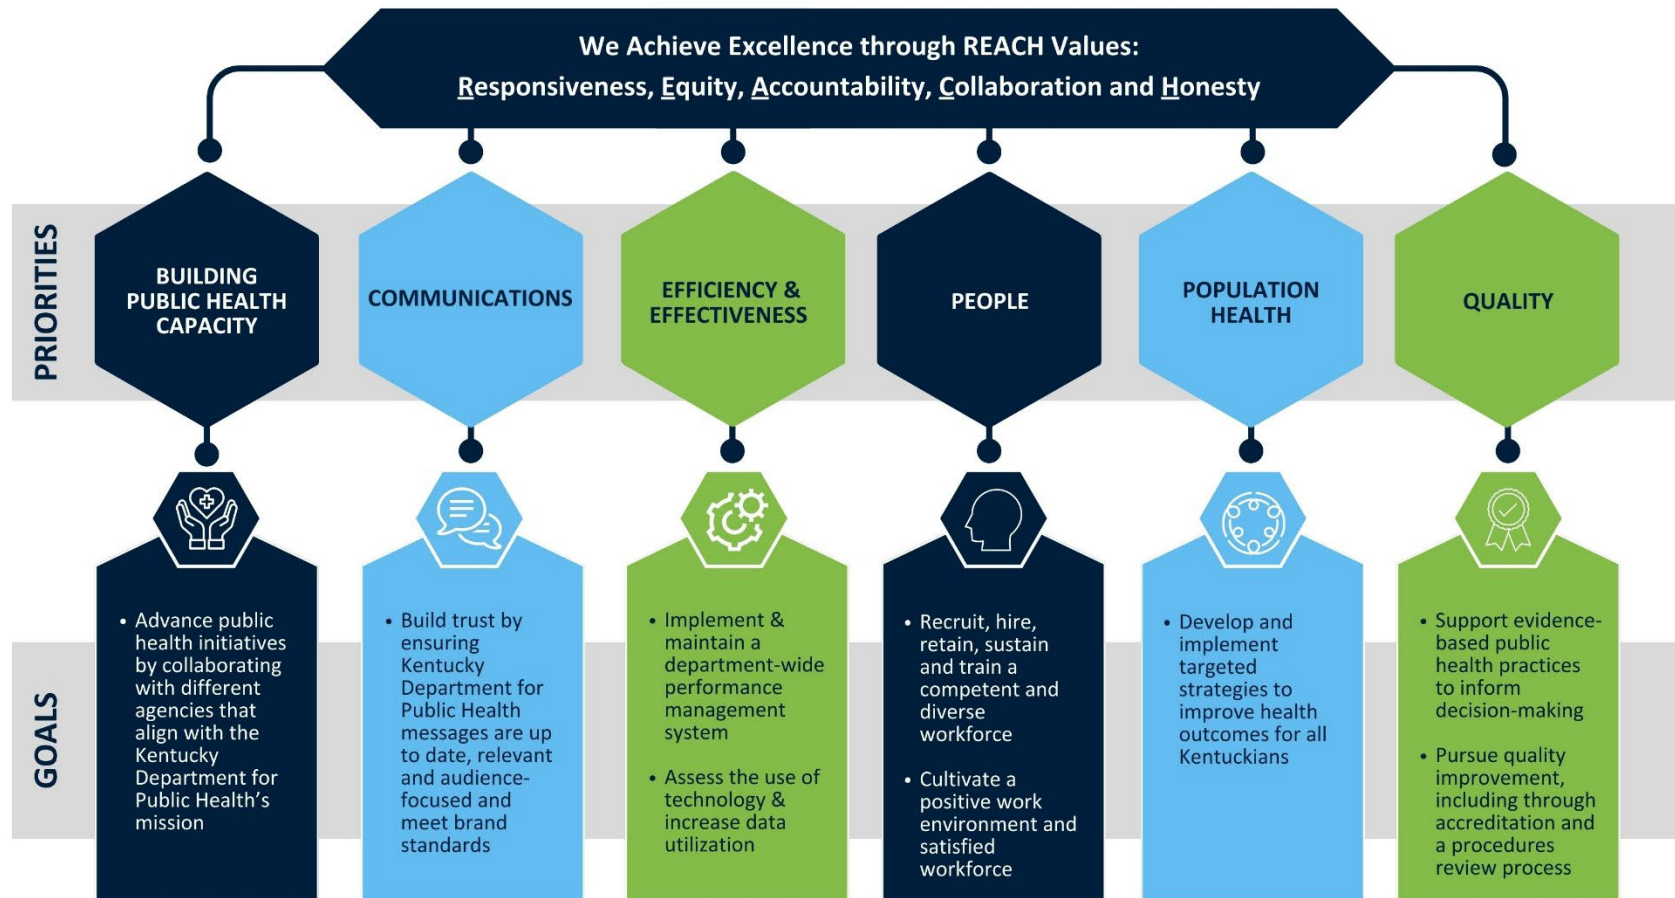 We Achieve Excellence through REACH Values:
Responsiveness, Equity, Accountability, Collaboration and Honesty
PRIORITIES
BUILDING
PUBLIC HEALTH
CAPACITY
COMMUNICATIONS
EFFICIENCY &
EFFECTIVENESS
PEOPLE
POPULATION
HEALTH
QUALITY
GOALS
• Advance public
health initiatives
by collaborating
with different
agencies that
align with the
Kentucky
Department for
Public Health’s
mission
• Build trust by
ensuring
Kentucky
Department for
Public Health
messages are up
to date, relevant
and audience-
focused and
meet brand
standards
• Implement &
maintain a
department-wide
performance
management
system
• Assess the use of
technology &
increase data
utilization
• Recruit, hire,
retain, sustain
and train a
competent and
diverse
workforce
• Cultivate a
positive work
environment and
satisfied
workforce
• Develop and
implement
targeted
strategies to
improve health
outcomes for all
Kentuckians
• Support evidence-
based public
health practices
to inform
decision-making
• Pursue quality
improvement,
including through
accreditation and
a procedures
review process